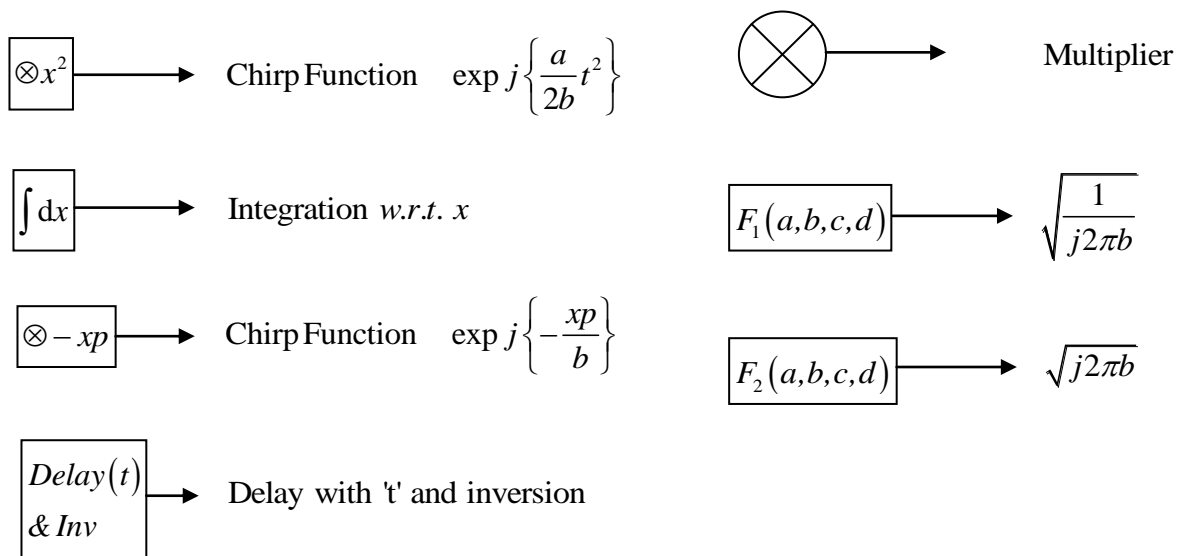 ⊗x² Chirp Function exp j{a/2b t²}
∫dx Integration w.r.t. x
⊗ − xp Chirp Function exp j{−xp/b}
Delay(t)
& Inv
Delay with 't' and inversion
Multiplier
F₁(a,b,c,d) √(1/j2πb)
F₂(a,b,c,d) √(j2πb)